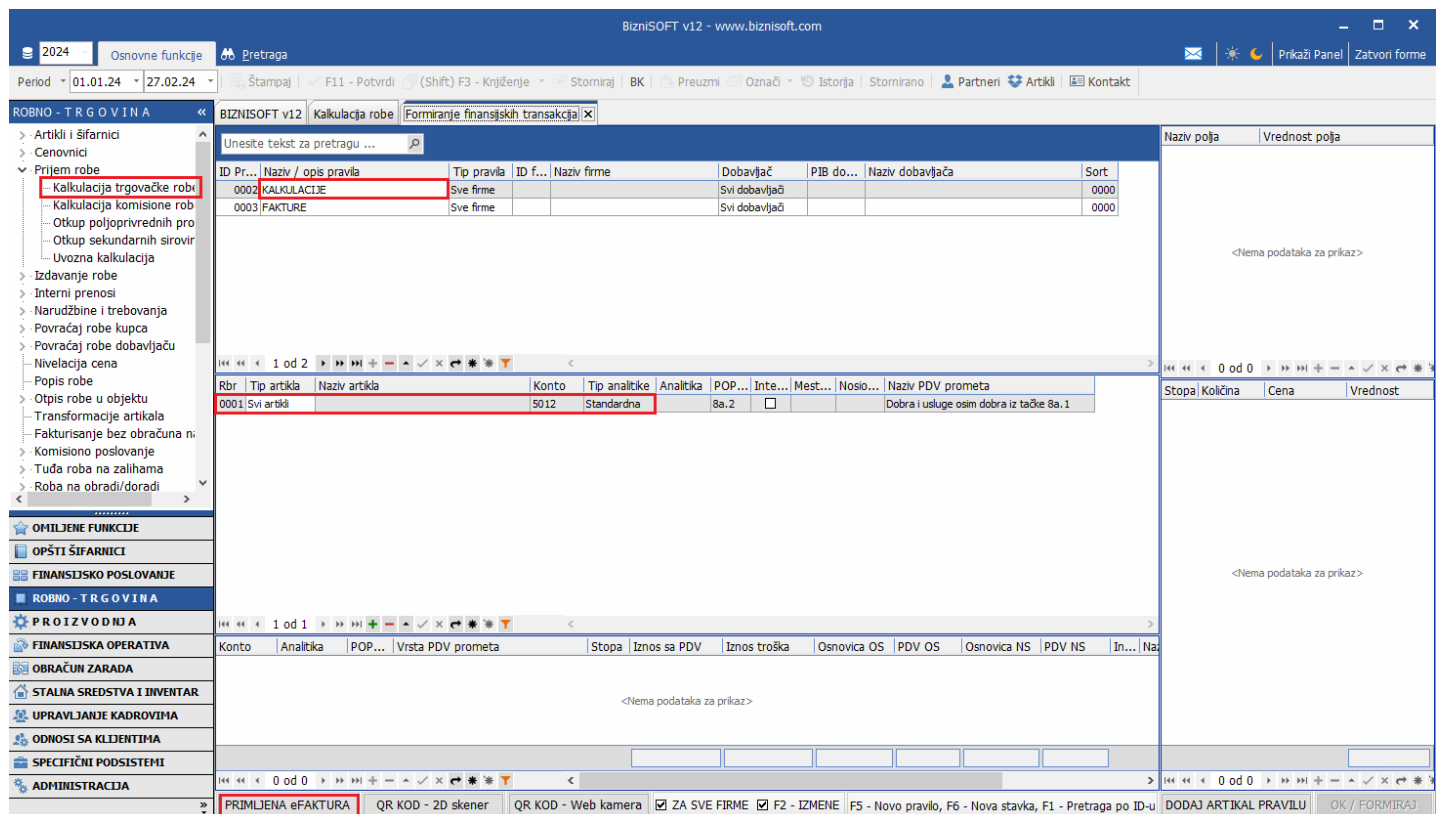 BizniSOFT v12 - www.biznisoft.com
2024 Osnovne funkcije Pretraga Prikaži Panel Zatvori forme
Period 01.01.24 27.02.24 Štampaj F11 - Potvrdi (Shift) F3 - Knjiženje Storniraj BK Preuzmi Označi Istorija Stornirano Partneri Artikli Kontakt
ROBNO - T R G O V I N A «
BIZNISOFT v12 Kalkulacija robe Formiranje finansijskih transakcija
Artikli i šifarnici
Cenovnici
Prijem robe
Kalkulacija trgovačke robe
Kalkulacija komisione rob
Otkup poljoprivrednih pro
Otkup sekundarnih sirovir
Uvozna kalkulacija
Izdavanje robe
Interni prenosi
Narudžbine i trebovanja
Povraćaj robe kupca
Povraćaj robe dobavljaču
Nivelacija cena
Popis robe
Otpis robe u objektu
Transformacije artikala
Fakturisanje bez obračuna na
Komisiono poslovanje
Tuđa roba na zalihama
Roba na obradi/doradi
OMILJENE FUNKCIJE
OPŠTI ŠIFARNICI
FINANSIJSKO POSLOVANJE
ROBNO - T R G O V I N A
P R O I Z V O D NJ A
FINANSIJSKA OPERATIVA
OBRAČUN ZARADA
STALNA SREDSTVA I INVENTAR
UPRAVLJANJE KADROVIMA
ODNOSI SA KLIJENTIMA
SPECIFIČNI PODSISTEMI
ADMINISTRACIJA
»
Unesite tekst za pretragu ...
ID Pr... Naziv / opis pravila Tip pravila ID f... Naziv firme Dobavljač PIB do... Naziv dobavljača Sort
0002 KALKULACIJE Sve firme Svi dobavljači 0000
0003 FAKTURE Sve firme Svi dobavljači 0000
1 od 2
Rbr Tip artikla Naziv artikla Konto Tip analitike Analitika POP... Inte... Mest... Nosio... Naziv PDV prometa
0001 Svi artikli 5012 Standardna 8a.2 Dobra i usluge osim dobra iz tačke 8a.1
1 od 1
Konto Analitika POP... Vrsta PDV prometa Stopa Iznos sa PDV Iznos troška Osnovica OS PDV OS Osnovica NS PDV NS In... Naz
<Nema podataka za prikaz>
0 od 0
PRIMLJENA eFAKTURA QR KOD - 2D skener QR KOD - Web kamera ZA SVE FIRME F2 - IZMENE F5 - Novo pravilo, F6 - Nova stavka, F1 - Pretraga po ID-u
Naziv polja Vrednost polja
<Nema podataka za prikaz>
0 od 0
Stopa Količina Cena Vrednost
<Nema podataka za prikaz>
0 od 0
DODAJ ARTIKAL PRAVILU OK / FORMIRAJ